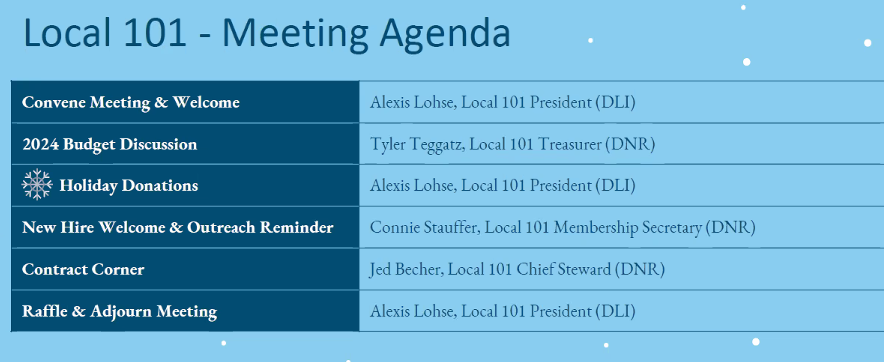 Local 101 - Meeting Agenda
Convene Meeting & Welcome Alexis Lohse, Local 101 President (DLI)
2024 Budget Discussion Tyler Teggatz, Local 101 Treasurer (DNR)
Holiday Donations Alexis Lohse, Local 101 President (DLI)
New Hire Welcome & Outreach Reminder Connie Stauffer, Local 101 Membership Secretary (DNR)
Contract Corner Jed Becher, Local 101 Chief Steward (DNR)
Raffle & Adjourn Meeting Alexis Lohse, Local 101 President (DLI)